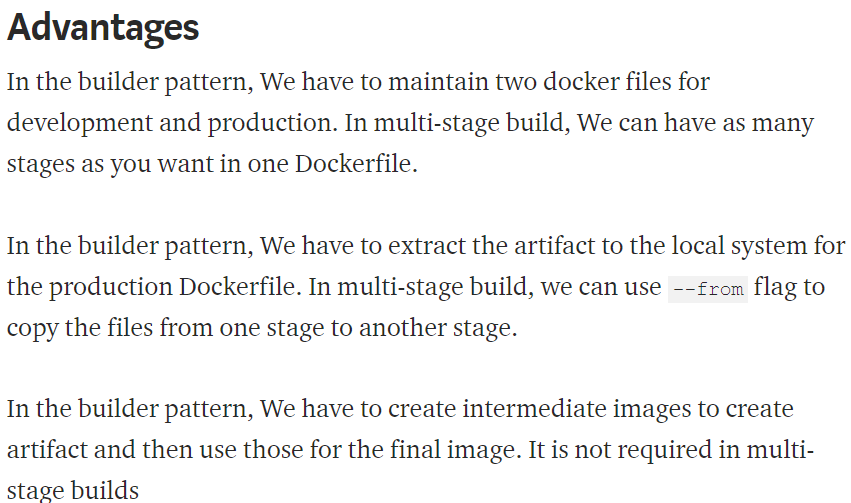 Advantages
In the builder pattern, We have to maintain two docker files for
development and production. In multi-stage build, We can have as many
stages as you want in one Dockerfile.
In the builder pattern, We have to extract the artifact to the local system for
the production Dockerfile. In multi-stage build, we can use --from flag to
copy the files from one stage to another stage.
In the builder pattern, We have to create intermediate images to create
artifact and then use those for the final image. It is not required in multi-
stage builds